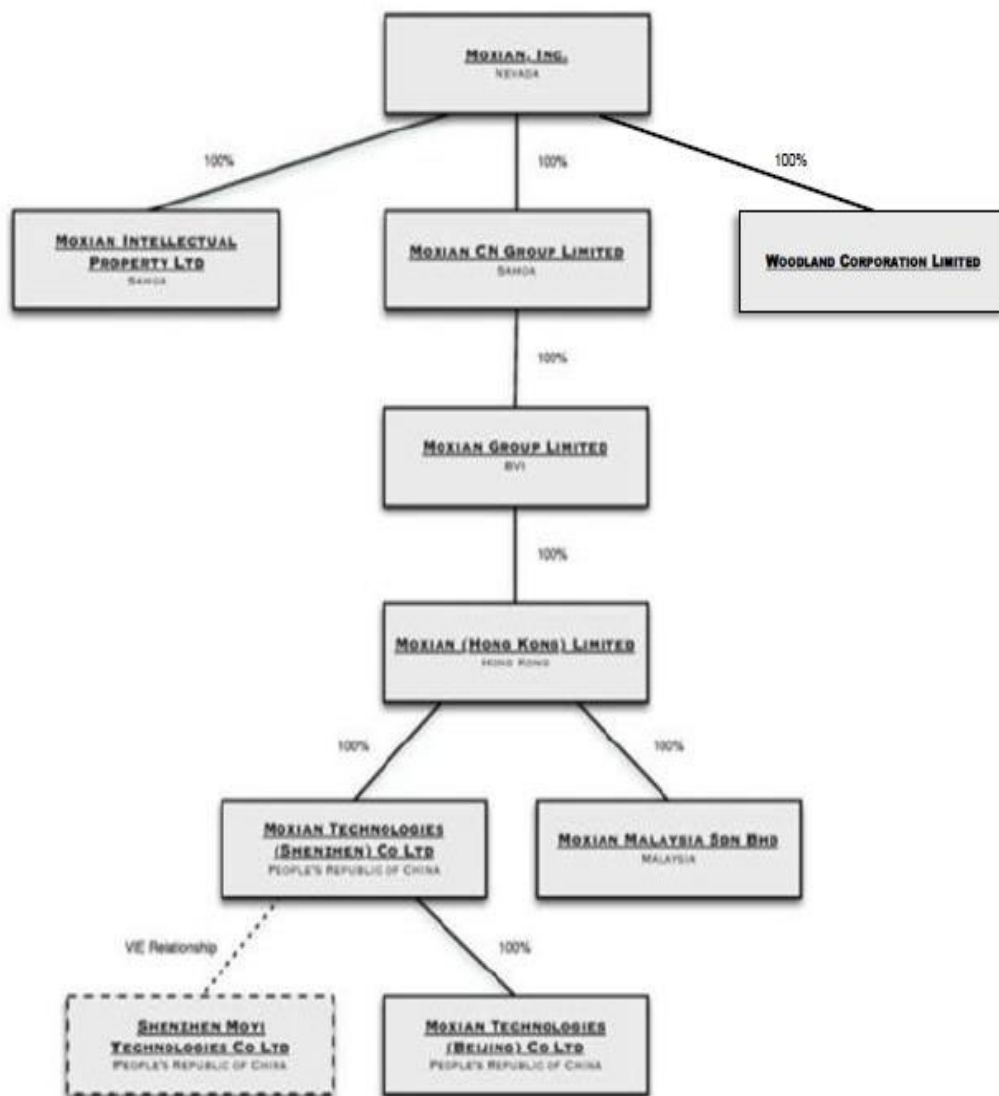 MOXIAN, INC.
NEVADA
100%
100%
100%
MOXIAN INTELLECTUAL
PROPERTY LTD
SAMOA
MOXIAN CN GROUP LIMITED
SAMOA
WOODLAND CORPORATION LIMITED
100%
MOXIAN GROUP LIMITED
BVI
100%
MOXIAN (HONG KONG) LIMITED
HONG KONG
100%
100%
MOXIAN TECHNOLOGIES
(SHENZHEN) CO LTD
PEOPLE'S REPUBLIC OF CHINA
MOXIAN MALAYSIA SDN BHD
MALAYSIA
VIE Relationship
100%
SHENZHEN MOYI
TECHNOLOGIES CO LTD
PEOPLE'S REPUBLIC OF CHINA
MOXIAN TECHNOLOGIES
(BEIJING) CO LTD
PEOPLE'S REPUBLIC OF CHINA